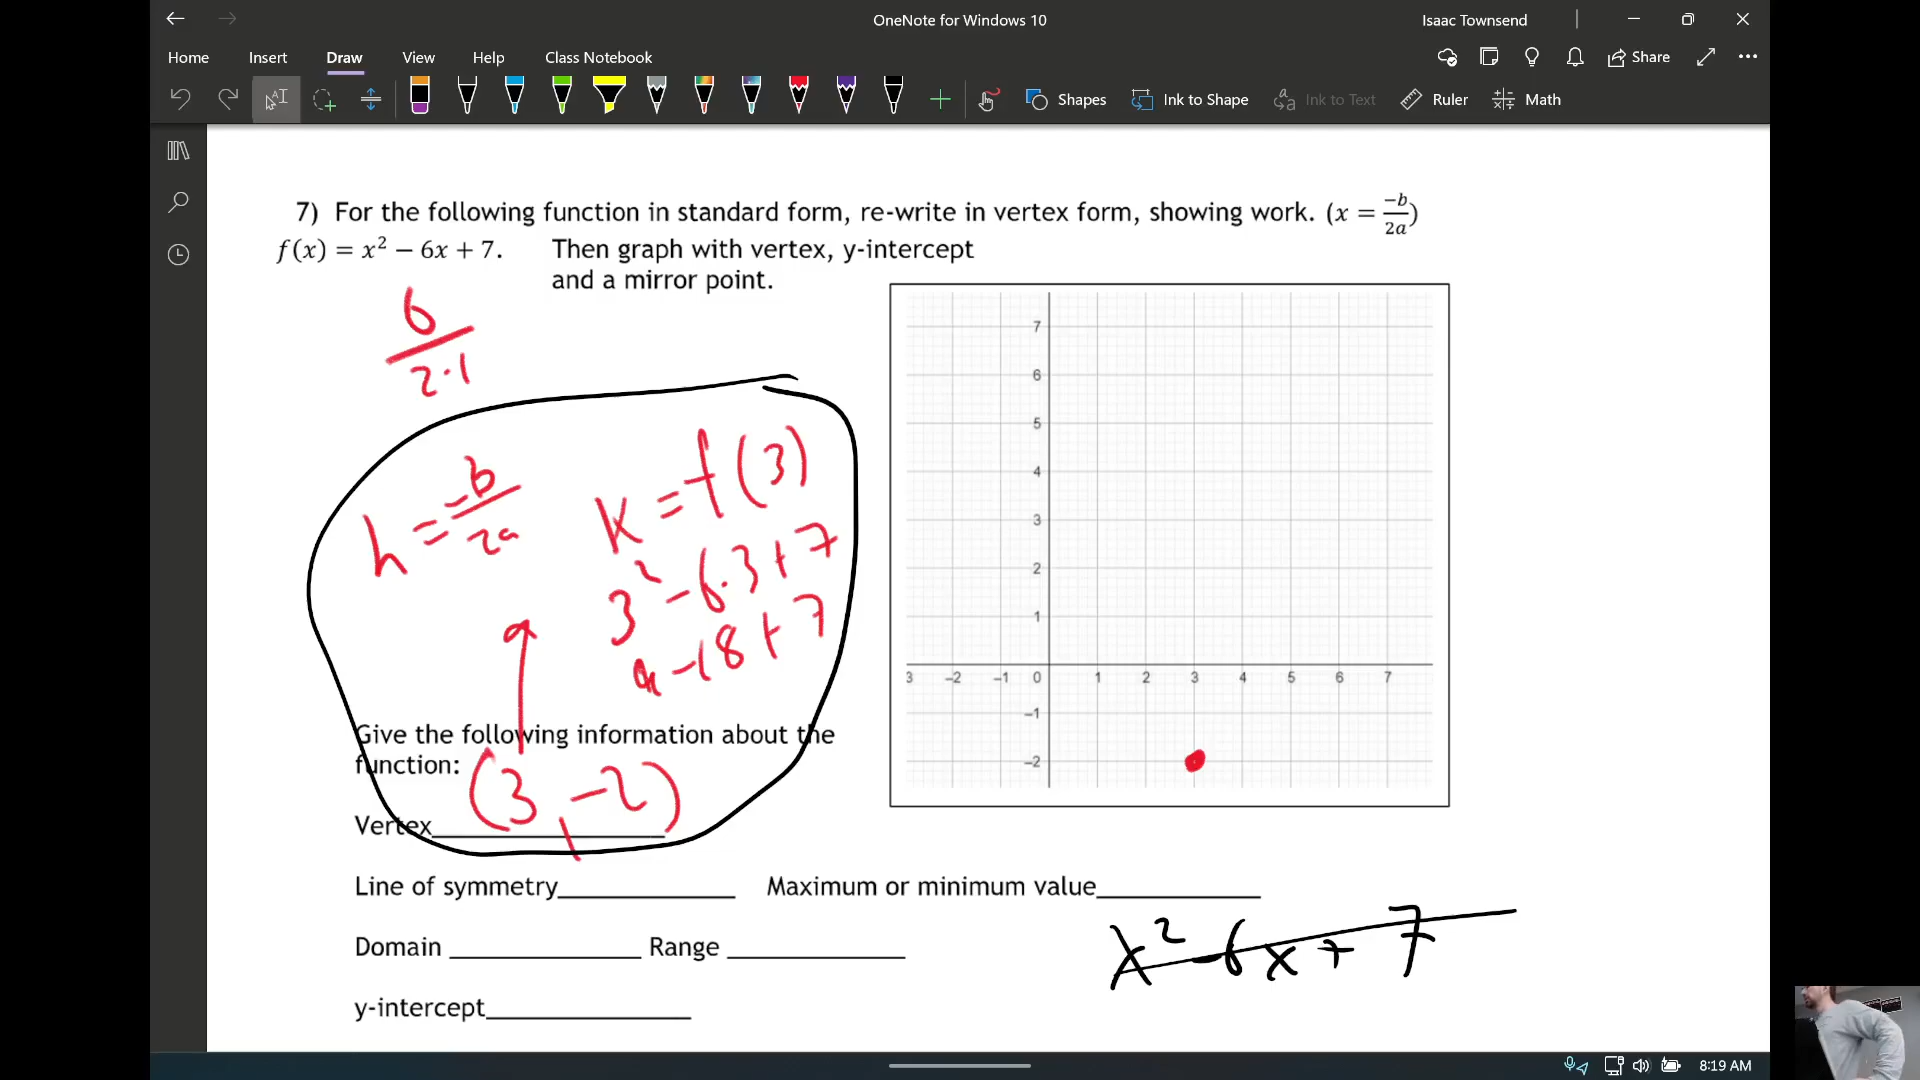 OneNote for Windows 10
Isaac Townsend
Home Insert Draw View Help Class Notebook
Share
Shapes Ink to Shape Ink to Text Ruler Math
7) For the following function in standard form, re-write in vertex form, showing work. (x = -b/2a)
f(x) = x² − 6x + 7. Then graph with vertex, y-intercept
and a mirror point.
6
2·1
h = -b/2a
K = f(3)
3² - 6·3 + 7
9 - 18 + 7
7
6
5
4
3
2
1
3 −2 −1 0 1 2 3 4 5 6 7
−1
−2
Give the following information about the
function:
Vertex (3, -2)
Line of symmetry____________ Maximum or minimum value___________
Domain _____________ Range ____________
x² - 6x + 7
y-intercept______________
8:19 AM